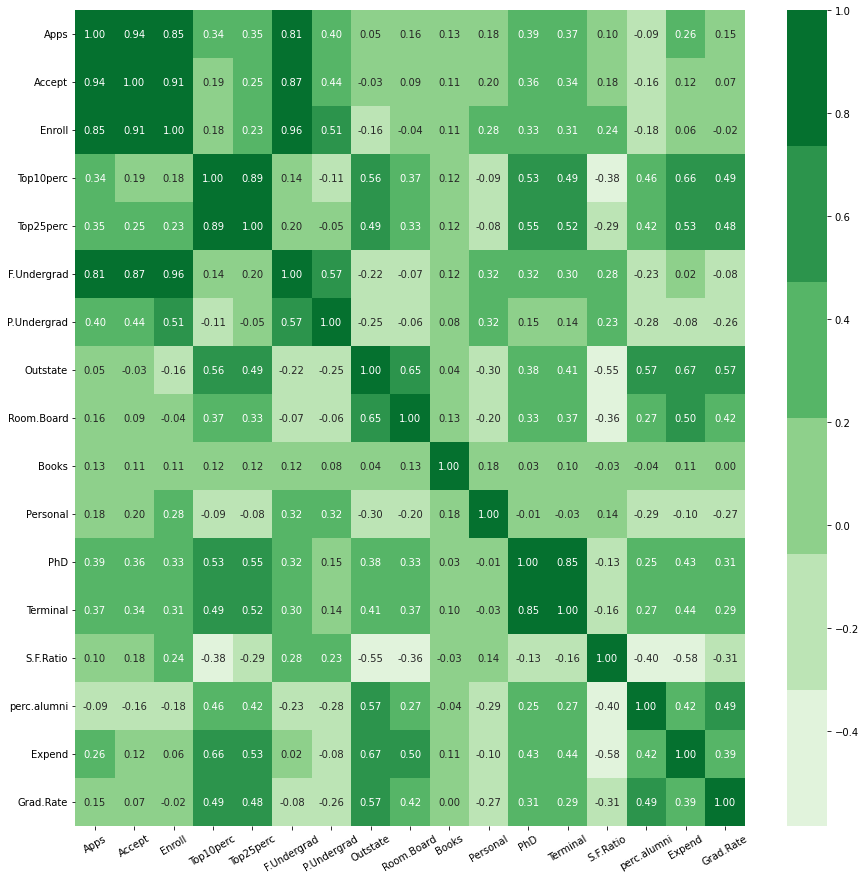 Apps 1.00 0.94 0.85 0.34 0.35 0.81 0.40 0.05 0.16 0.13 0.18 0.39 0.37 0.10 -0.09 0.26 0.15
Accept 0.94 1.00 0.91 0.19 0.25 0.87 0.44 -0.03 0.09 0.11 0.20 0.36 0.34 0.18 -0.16 0.12 0.07
Enroll 0.85 0.91 1.00 0.18 0.23 0.96 0.51 -0.16 -0.04 0.11 0.28 0.33 0.31 0.24 -0.18 0.06 -0.02
Top10perc 0.34 0.19 0.18 1.00 0.89 0.14 -0.11 0.56 0.37 0.12 -0.09 0.53 0.49 -0.38 0.46 0.66 0.49
Top25perc 0.35 0.25 0.23 0.89 1.00 0.20 -0.05 0.49 0.33 0.12 -0.08 0.55 0.52 -0.29 0.42 0.53 0.48
F.Undergrad 0.81 0.87 0.96 0.14 0.20 1.00 0.57 -0.22 -0.07 0.12 0.32 0.32 0.30 0.28 -0.23 0.02 -0.08
P.Undergrad 0.40 0.44 0.51 -0.11 -0.05 0.57 1.00 -0.25 -0.06 0.08 0.32 0.15 0.14 0.23 -0.28 -0.08 -0.26
Outstate 0.05 -0.03 -0.16 0.56 0.49 -0.22 -0.25 1.00 0.65 0.04 -0.30 0.38 0.41 -0.55 0.57 0.67 0.57
Room.Board 0.16 0.09 -0.04 0.37 0.33 -0.07 -0.06 0.65 1.00 0.13 -0.20 0.33 0.37 -0.36 0.27 0.50 0.42
Books 0.13 0.11 0.11 0.12 0.12 0.12 0.08 0.04 0.13 1.00 0.18 0.03 0.10 -0.03 -0.04 0.11 0.00
Personal 0.18 0.20 0.28 -0.09 -0.08 0.32 0.32 -0.30 -0.20 0.18 1.00 -0.01 -0.03 0.14 -0.29 -0.10 -0.27
PhD 0.39 0.36 0.33 0.53 0.55 0.32 0.15 0.38 0.33 0.03 -0.01 1.00 0.85 -0.13 0.25 0.43 0.31
Terminal 0.37 0.34 0.31 0.49 0.52 0.30 0.14 0.41 0.37 0.10 -0.03 0.85 1.00 -0.16 0.27 0.44 0.29
S.F.Ratio 0.10 0.18 0.24 -0.38 -0.29 0.28 0.23 -0.55 -0.36 -0.03 0.14 -0.13 -0.16 1.00 -0.40 -0.58 -0.31
perc.alumni -0.09 -0.16 -0.18 0.46 0.42 -0.23 -0.28 0.57 0.27 -0.04 -0.29 0.25 0.27 -0.40 1.00 0.42 0.49
Expend 0.26 0.12 0.06 0.66 0.53 0.02 -0.08 0.67 0.50 0.11 -0.10 0.43 0.44 -0.58 0.42 1.00 0.39
Grad.Rate 0.15 0.07 -0.02 0.49 0.48 -0.08 -0.26 0.57 0.42 0.00 -0.27 0.31 0.29 -0.31 0.49 0.39 1.00
Apps Accept Enroll Top10perc Top25perc F.Undergrad P.Undergrad Outstate Room.Board Books Personal PhD Terminal S.F.Ratio perc.alumni Expend Grad.Rate
1.0
0.8
0.6
0.4
0.2
0.0
−0.2
−0.4